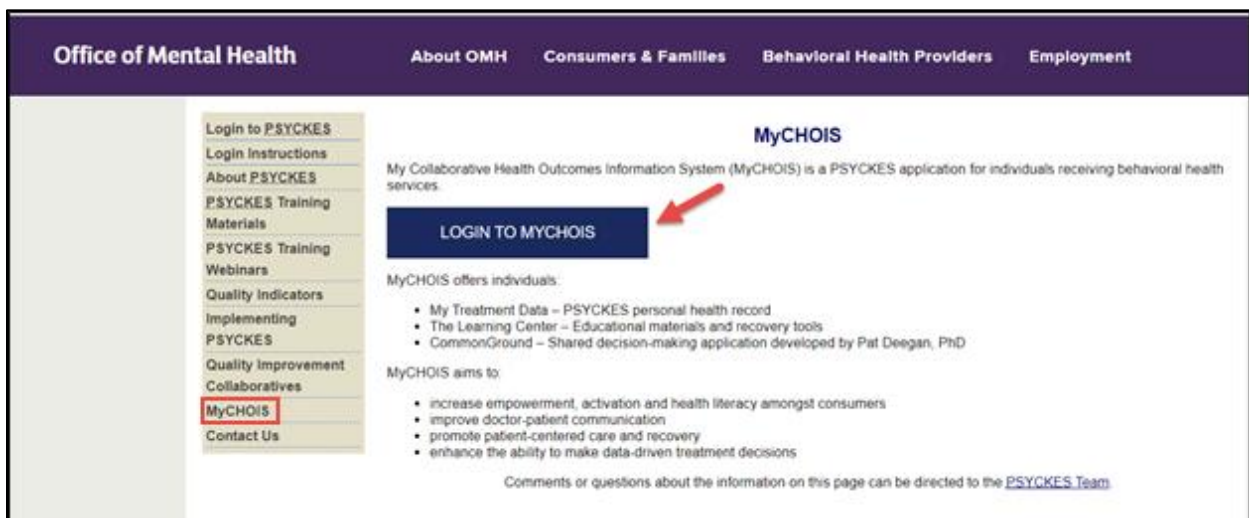 Office of Mental Health
About OMH
Consumers & Families
Behavioral Health Providers
Employment
Login to PSYCKES
Login Instructions
About PSYCKES
PSYCKES Training
Materials
PSYCKES Training
Webinars
Quality Indicators
Implementing
PSYCKES
Quality Improvement
Collaboratives
MyCHOIS
Contact Us
MyCHOIS
My Collaborative Health Outcomes Information System (MyCHOIS) is a PSYCKES application for individuals receiving behavioral health
services.
LOGIN TO MYCHOIS
MyCHOIS offers individuals:
• My Treatment Data – PSYCKES personal health record
• The Learning Center – Educational materials and recovery tools
• CommonGround – Shared decision-making application developed by Pat Deegan, PhD
MyCHOIS aims to:
• increase empowerment, activation and health literacy amongst consumers
• improve doctor-patient communication
• promote patient-centered care and recovery
• enhance the ability to make data-driven treatment decisions
Comments or questions about the information on this page can be directed to the PSYCKES Team.